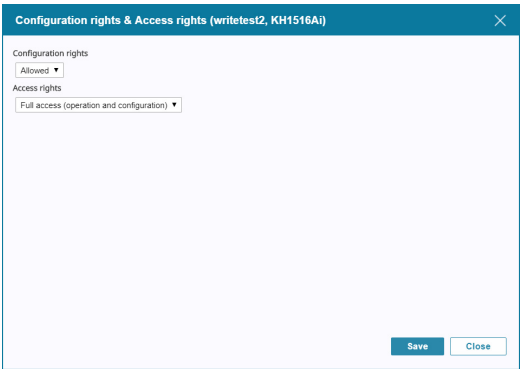 Configuration rights & Access rights (writetest2, KH1516Ai)
Configuration rights
Allowed
Access rights
Full access (operation and configuration)
Save Close